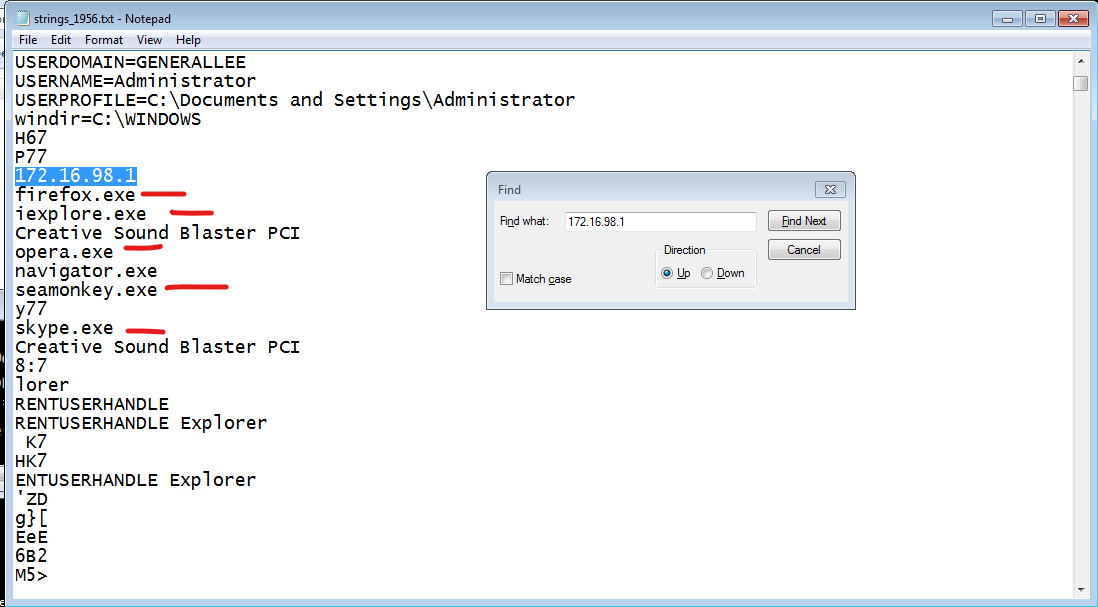 strings_1956.txt - Notepad
File Edit Format View Help
USERDOMAIN=GENERALLEE
USERNAME=Administrator
USERPROFILE=C:\Documents and Settings\Administrator
windir=C:\WINDOWS
H67
P77
172.16.98.1
firefox.exe
iexplore.exe
Creative Sound Blaster PCI
opera.exe
navigator.exe
seamonkey.exe
y77
skype.exe
Creative Sound Blaster PCI
8:7
lorer
RENTUSERHANDLE
RENTUSERHANDLE Explorer
K7
HK7
ENTUSERHANDLE Explorer
'ZD
g}[
EeE
6B2
M5>
Find
Find what: 172.16.98.1 Find Next
Direction Cancel
Match case Up Down